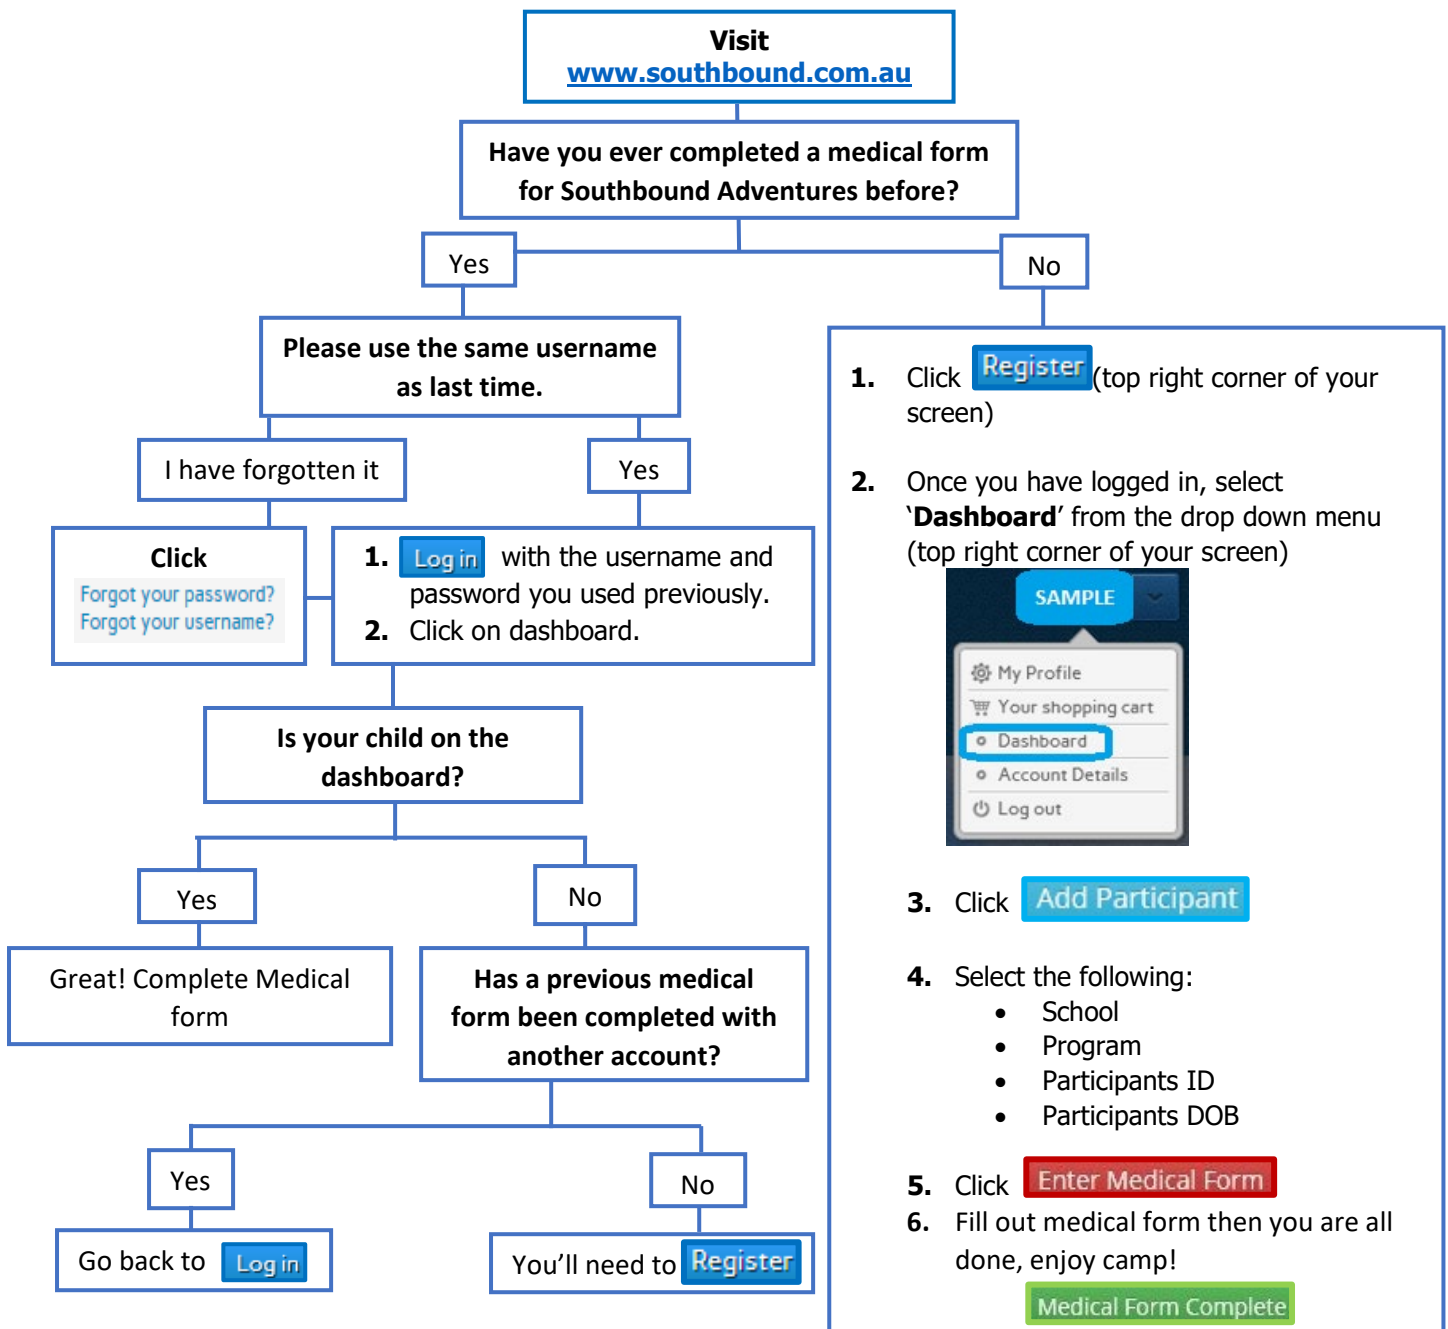 Visit
www.southbound.com.au
Have you ever completed a medical form
for Southbound Adventures before?
Yes
No
Please use the same username
as last time.
I have forgotten it
Yes
Click
Forgot your password?
Forgot your username?
1. Log in with the username and
password you used previously.
2. Click on dashboard.
Is your child on the
dashboard?
Yes
No
Great! Complete Medical
form
Has a previous medical
form been completed with
another account?
Yes
No
Go back to Log in
You'll need to Register
1. Click Register (top right corner of your
screen)
2. Once you have logged in, select
‘Dashboard’ from the drop down menu
(top right corner of your screen)
SAMPLE
My Profile
Your shopping cart
Dashboard
Account Details
Log out
3. Click Add Participant
4. Select the following:
• School
• Program
• Participants ID
• Participants DOB
5. Click Enter Medical Form
6. Fill out medical form then you are all
done, enjoy camp!
Medical Form Complete